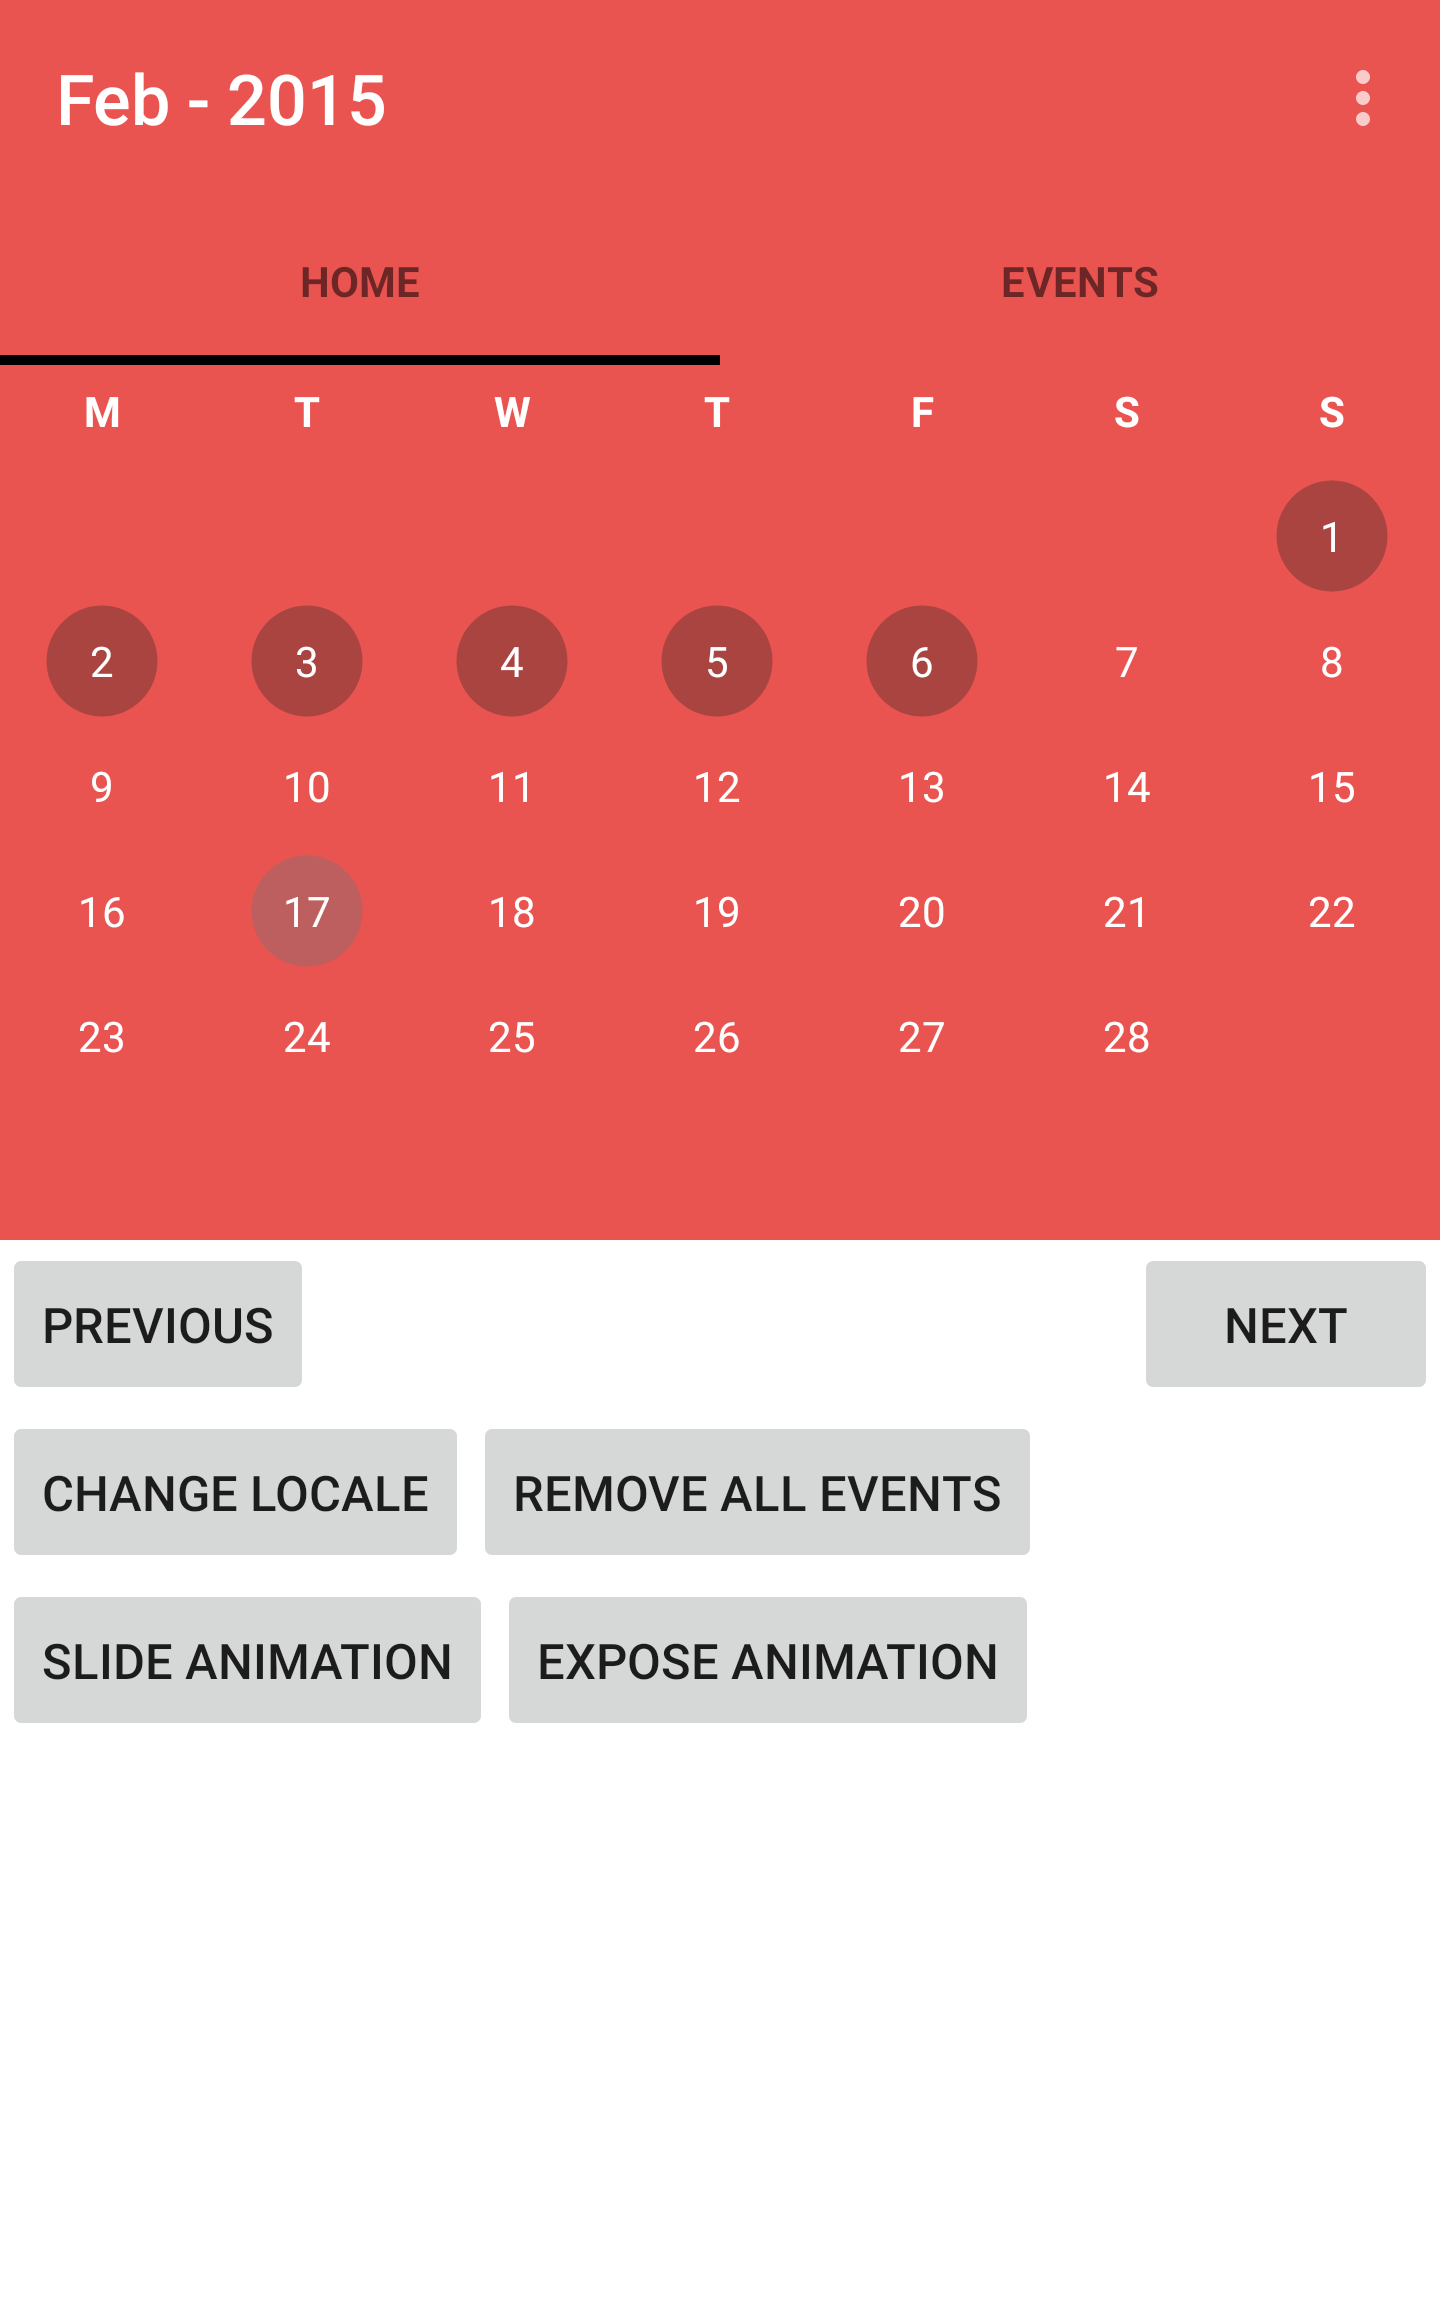 Feb - 2015
HOME EVENTS
M T W T F S S
1
2 3 4 5 6 7 8
9 10 11 12 13 14 15
16 17 18 19 20 21 22
23 24 25 26 27 28
PREVIOUS NEXT
CHANGE LOCALE REMOVE ALL EVENTS
SLIDE ANIMATION EXPOSE ANIMATION